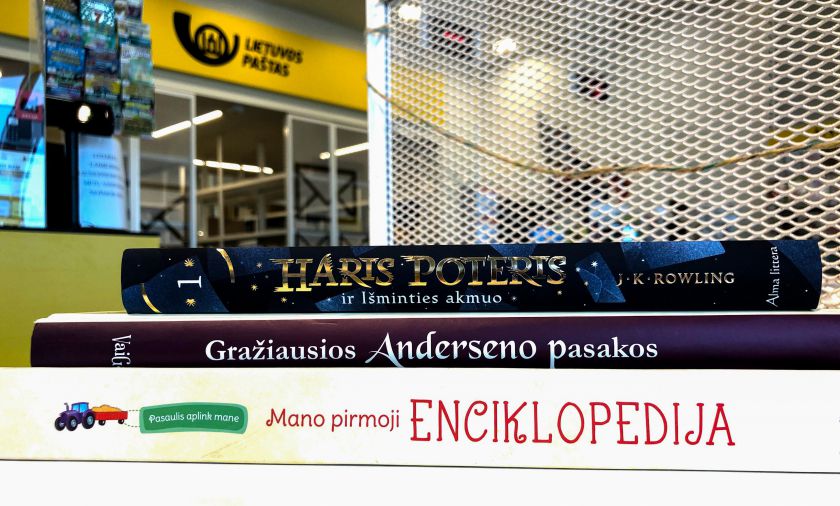 LIETUVOS
PAŠTAS
1
HARIS POTERIS
ir Išminties akmuo
J·K·ROWLING
Alma littera
Gražiausios Anderseno pasakos
Pasaulis aplink mane
Mano pirmoji ENCIKLOPEDIJA